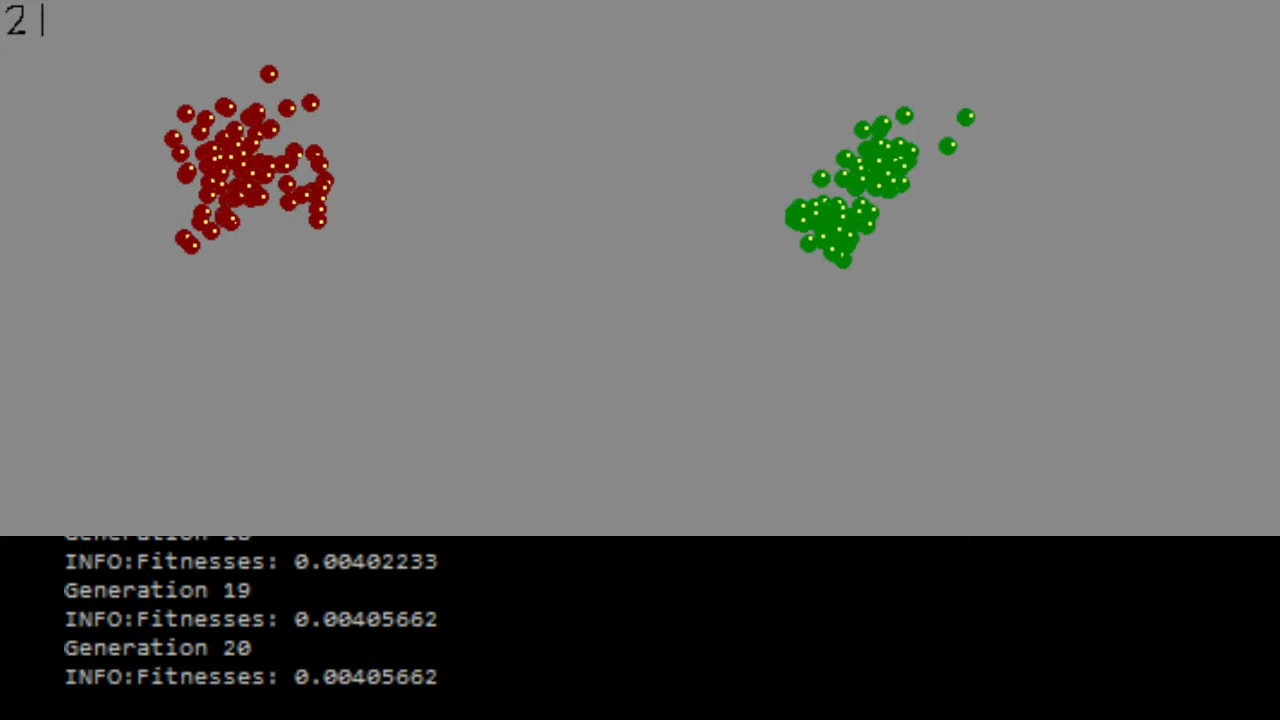 2|
INFO:Fitnesses: 0.00402233
Generation 19
INFO:Fitnesses: 0.00405662
Generation 20
INFO:Fitnesses: 0.00405662